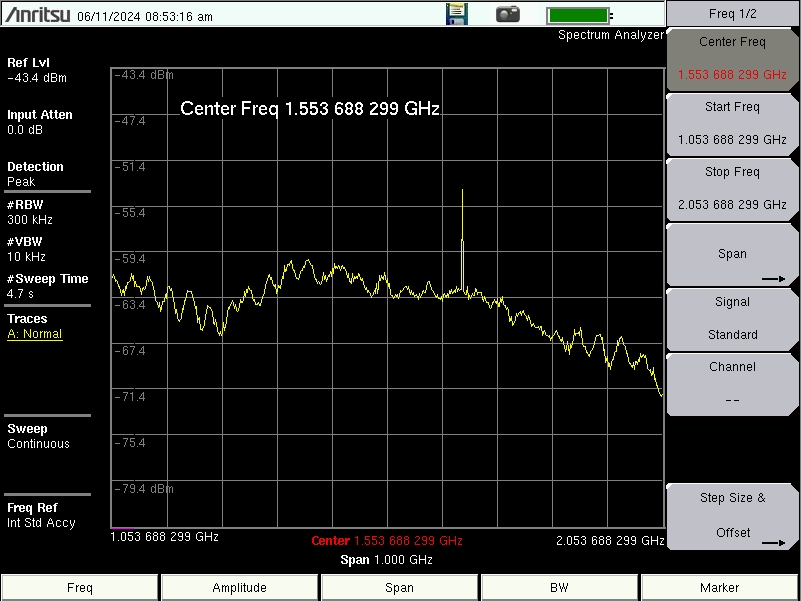 Anritsu 06/11/2024 08:53:16 am
Spectrum Analyzer
Ref Lvl
-43.4 dBm
Input Atten
0.0 dB
Detection
Peak
#RBW
300 kHz
#VBW
10 kHz
#Sweep Time
4.7 s
Traces
A: Normal
Sweep
Continuous
Freq Ref
Int Std Accy
-43.4 dBm
Center Freq 1.553 688 299 GHz
-47.4
-51.4
-55.4
-59.4
-63.4
-67.4
-71.4
-75.4
-79.4 dBm
1.053 688 299 GHz
Center 1.553 688 299 GHz
2.053 688 299 GHz
Span 1.000 GHz
Freq 1/2
Center Freq
1.553 688 299 GHz
Start Freq
1.053 688 299 GHz
Stop Freq
2.053 688 299 GHz
Span
Signal
Standard
Channel
--
Step Size &
Offset
Freq
Amplitude
Span
BW
Marker